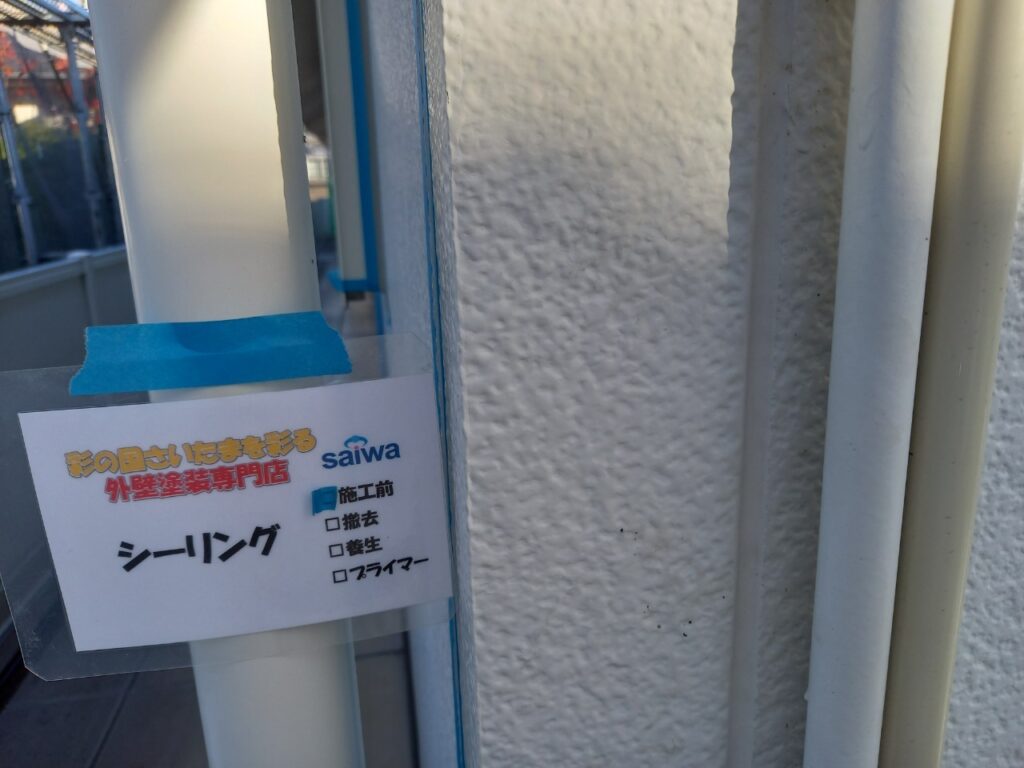 彩の国さいたまを彩る
外壁塗装専門店
saiwa
シーリング
施工前
□撤去
□養生
□プライマー